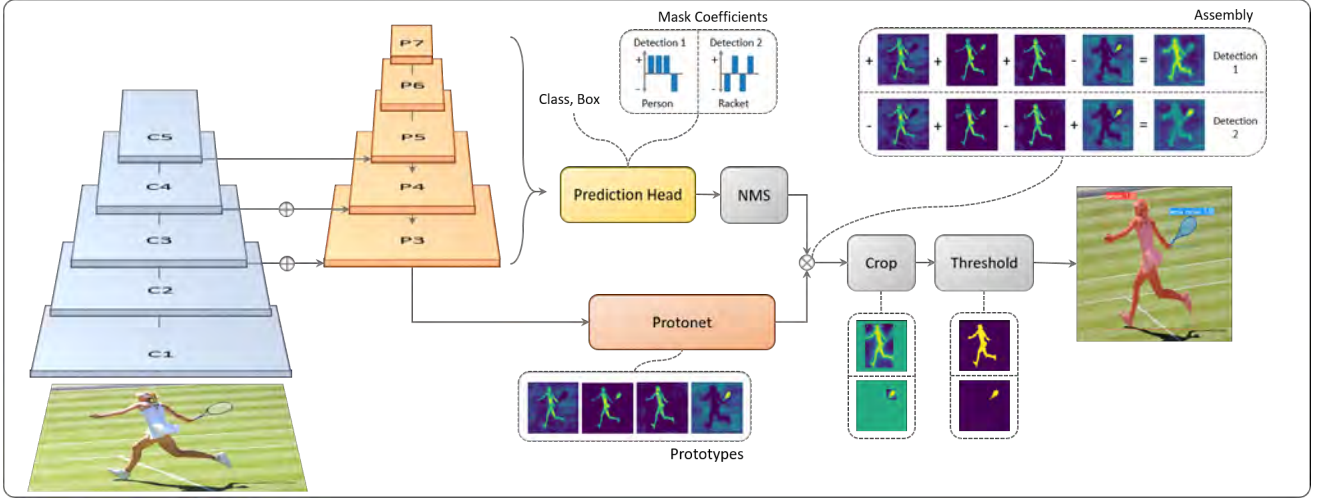 Mask Coefficients
Assembly
Detection 1
Detection 2
+
-
Person
+
-
Racket
+ + + - =
Detection
1
- + - + =
Detection
2
Class, Box
P7
P6
P5
P4
P3
C5
C4
C3
C2
C1
Prediction Head
NMS
Crop
Threshold
Protonet
Prototypes